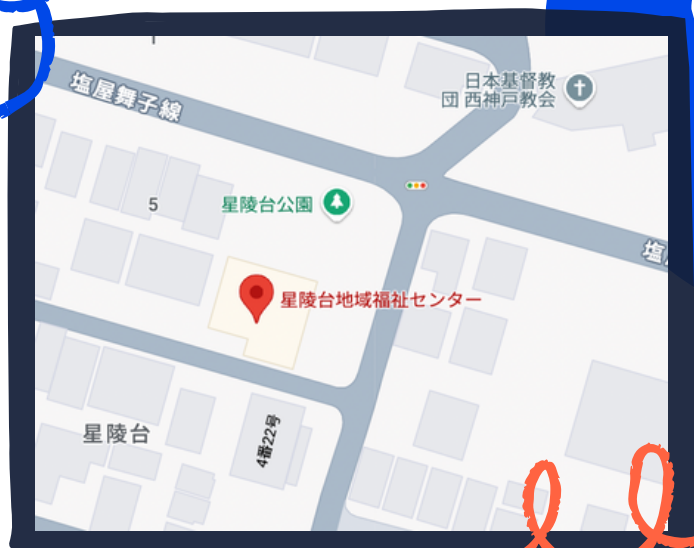 塩屋舞子線
日本基督教
団 西神戸教会
5
星陵台公園
塩
星陵台地域福祉センター
星陵台
4番22号